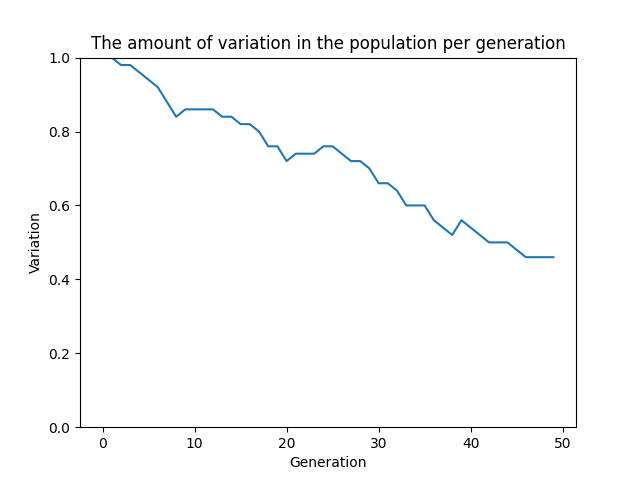 The amount of variation in the population per generation
1.0
0.8
0.6
0.4
0.2
0.0
Variation
0 10 20 30 40 50
Generation